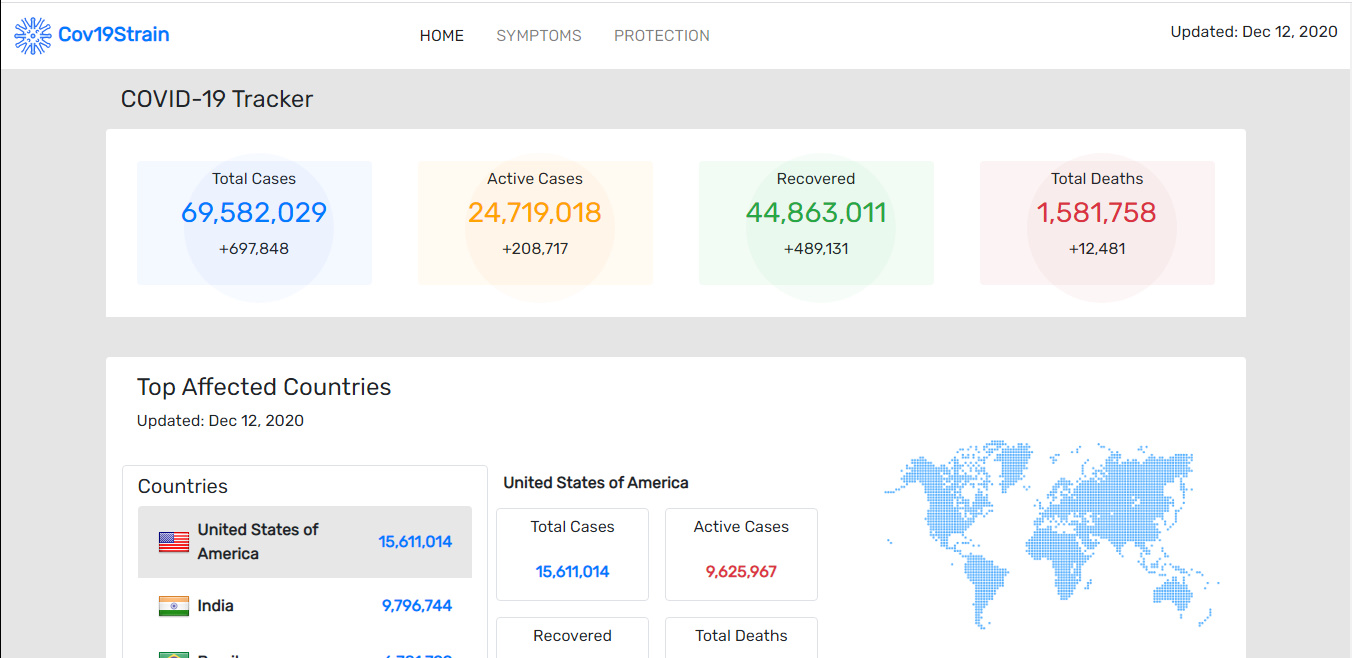 Cov19Strain
HOME SYMPTOMS PROTECTION
Updated: Dec 12, 2020
COVID-19 Tracker
Total Cases
69,582,029
+697,848
Active Cases
24,719,018
+208,717
Recovered
44,863,011
+489,131
Total Deaths
1,581,758
+12,481
Top Affected Countries
Updated: Dec 12, 2020
Countries
United States of
America
15,611,014
India
9,796,744
United States of America
Total Cases
15,611,014
Active Cases
9,625,967
Recovered
Total Deaths